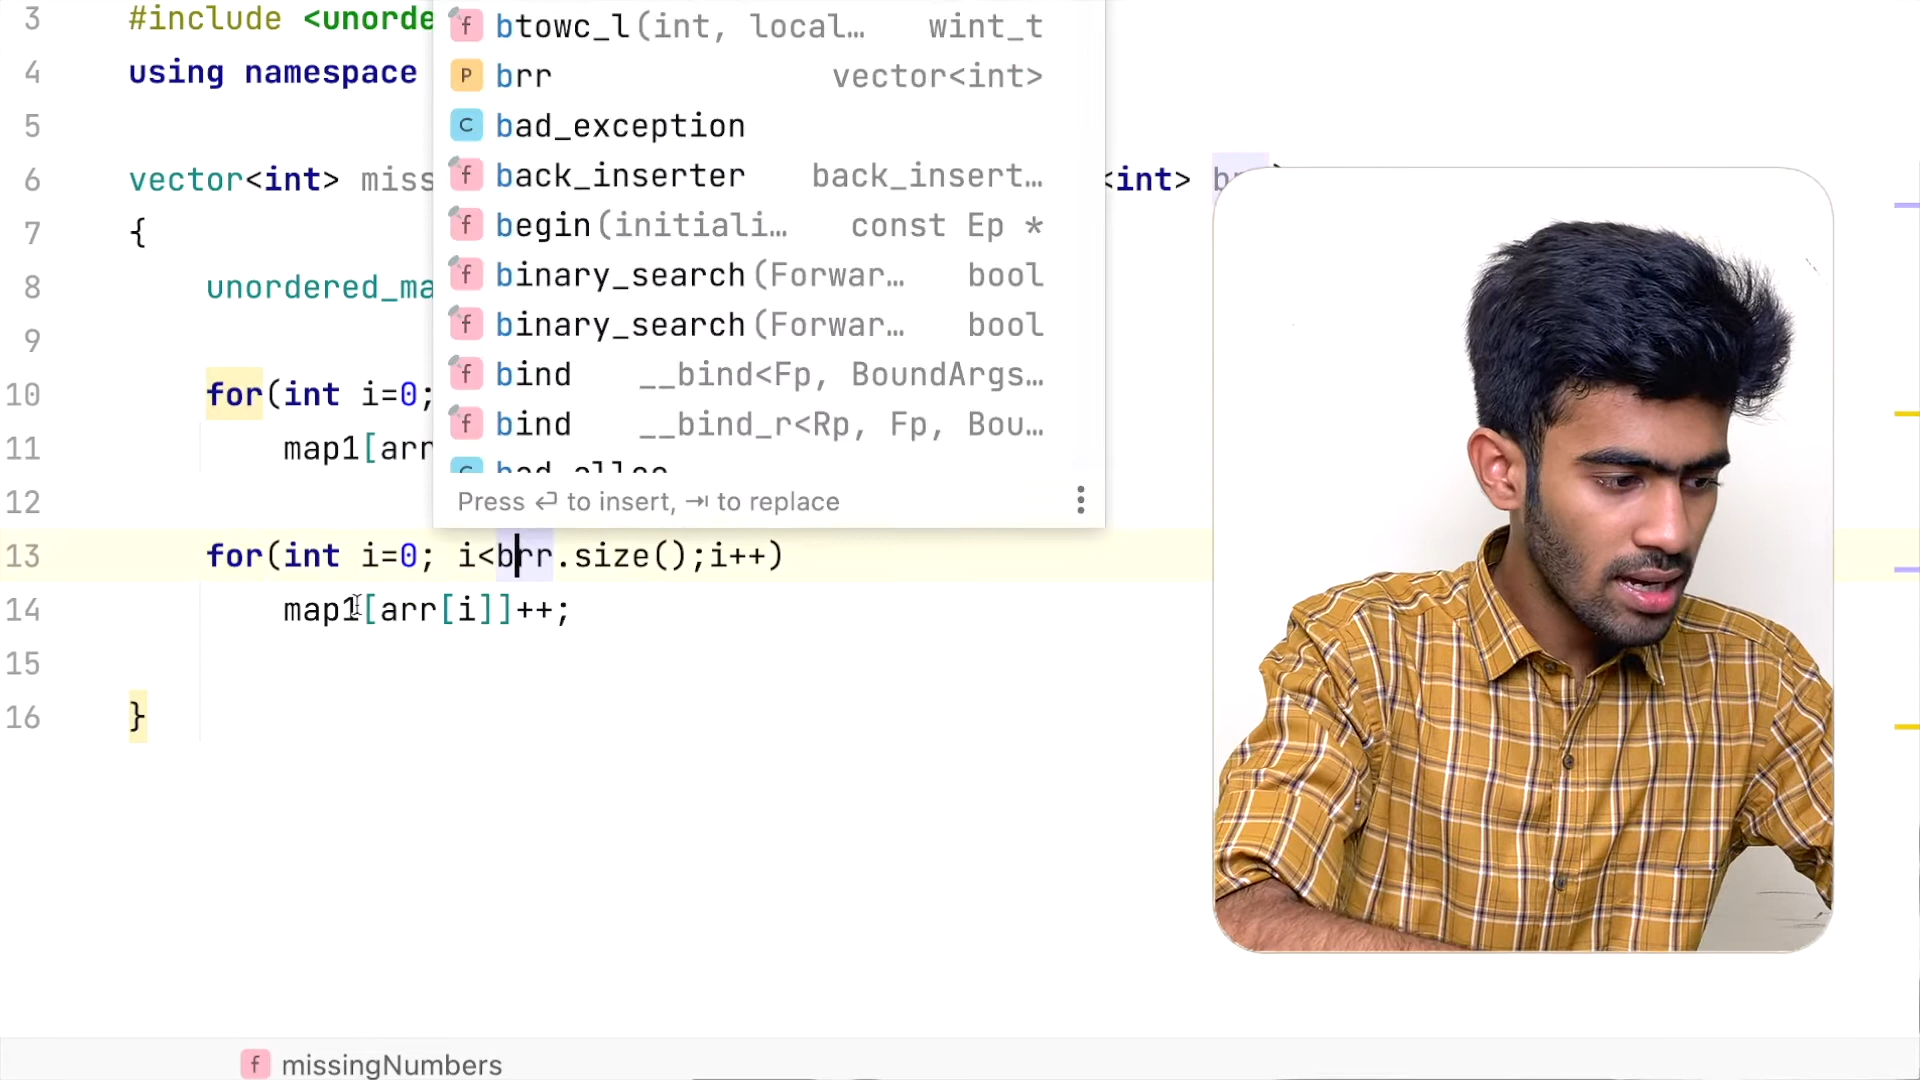 3 #include <unorde
4 using namespace
5
6 vector<int> miss <int> b
7 {
8 unordered_ma
9
10 for(int i=0;
11 map1[arr
12
13 for(int i=0; i<brr.size();i++)
14 map1[arr[i]]++;
15
16 }
f btowc_l(int, local… wint_t
P brr vector<int>
C bad_exception
f back_inserter back_insert…
f begin(initiali… const Ep *
f binary_search(Forwar… bool
f binary_search(Forwar… bool
f bind __bind<Fp, BoundArgs…
f bind __bind_r<Rp, Fp, Bou…
Press ⏎ to insert, ⇥ to replace
f missingNumbers